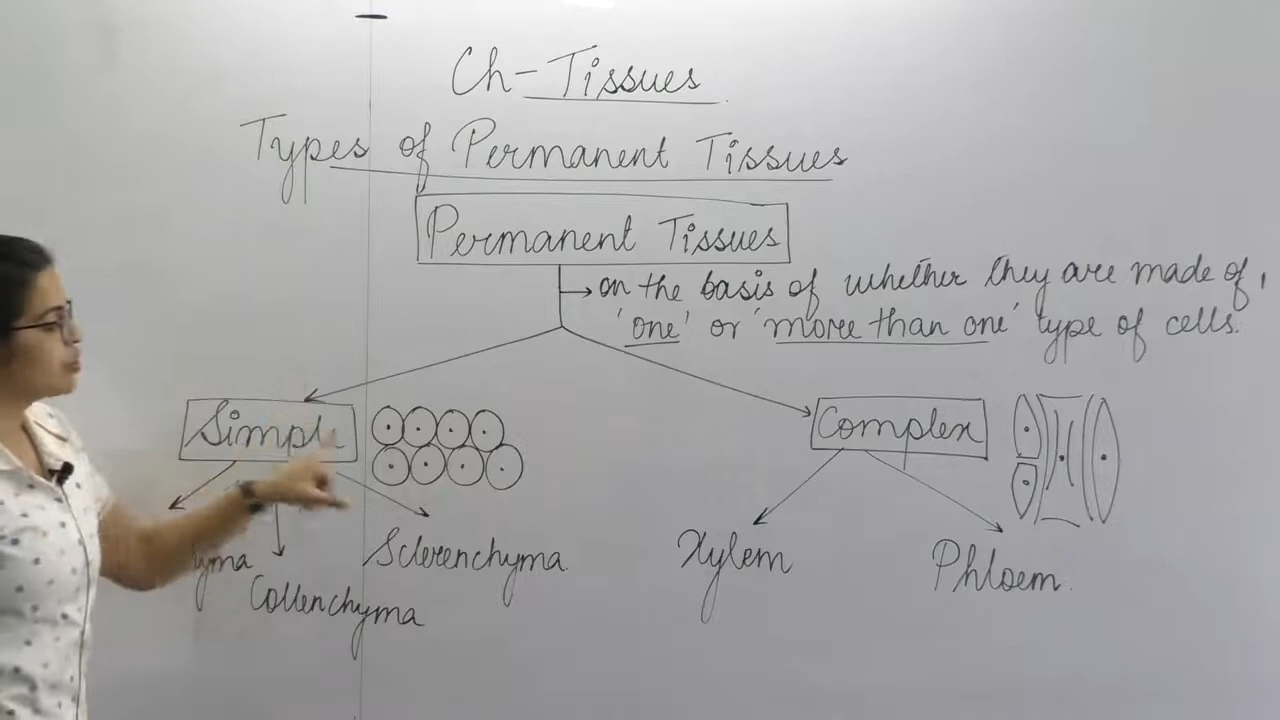 Ch-Tissues
Types of Permanent Tissues
Permanent Tissues
on the basis of whether they are made of
'one' or 'more than one' type of cells.
Simple Complex
Sclerenchyma Xylem Phloem.
Collenchyma